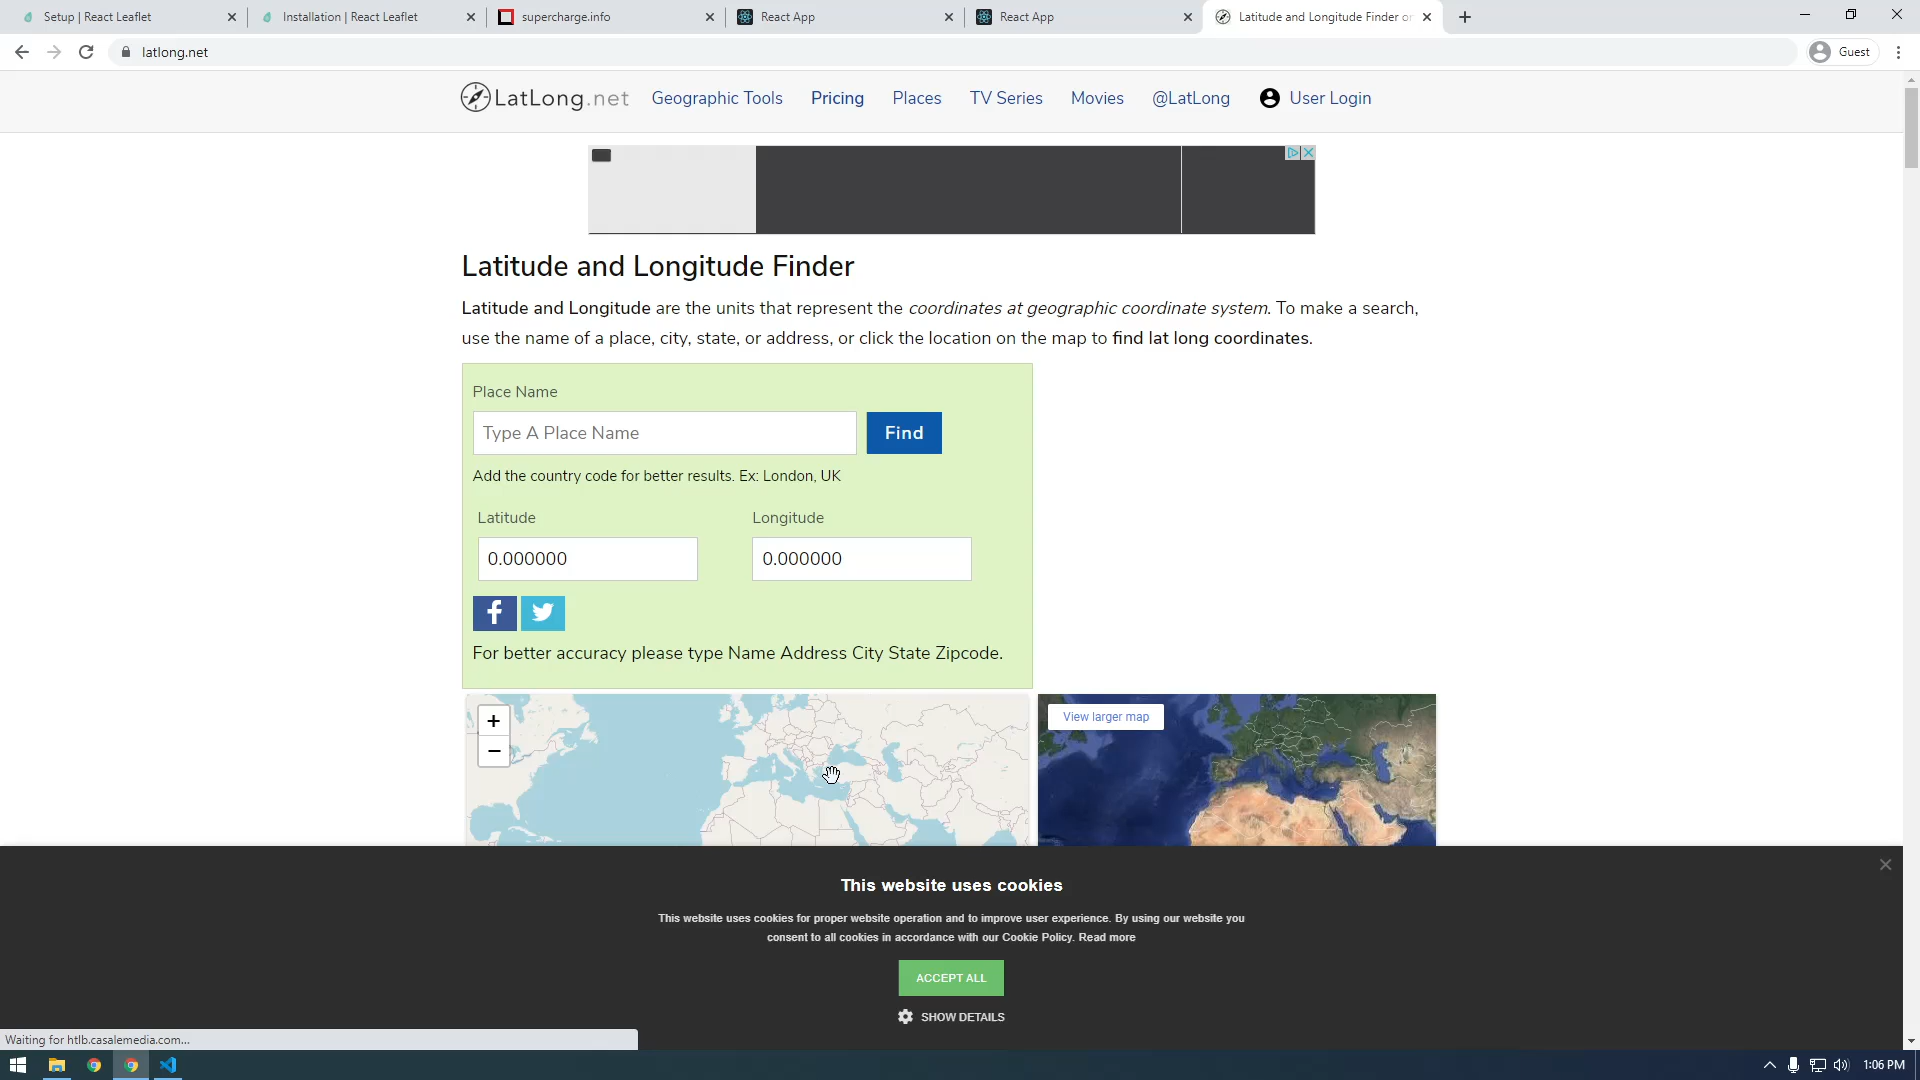 Setup | React Leaflet
Installation | React Leaflet
supercharge.info
React App
React App
Latitude and Longitude Finder or
latlong.net
Guest
LatLong.net
Geographic Tools
Pricing
Places
TV Series
Movies
@LatLong
User Login
Latitude and Longitude Finder
Latitude and Longitude are the units that represent the coordinates at geographic coordinate system. To make a search,
use the name of a place, city, state, or address, or click the location on the map to find lat long coordinates.
Place Name
Type A Place Name
Find
Add the country code for better results. Ex: London, UK
Latitude
Longitude
0.000000
0.000000
For better accuracy please type Name Address City State Zipcode.
+
−
View larger map
This website uses cookies
This website uses cookies for proper website operation and to improve user experience. By using our website you
consent to all cookies in accordance with our Cookie Policy. Read more
ACCEPT ALL
SHOW DETAILS
Waiting for htlb.casalemedia.com...
1:06 PM